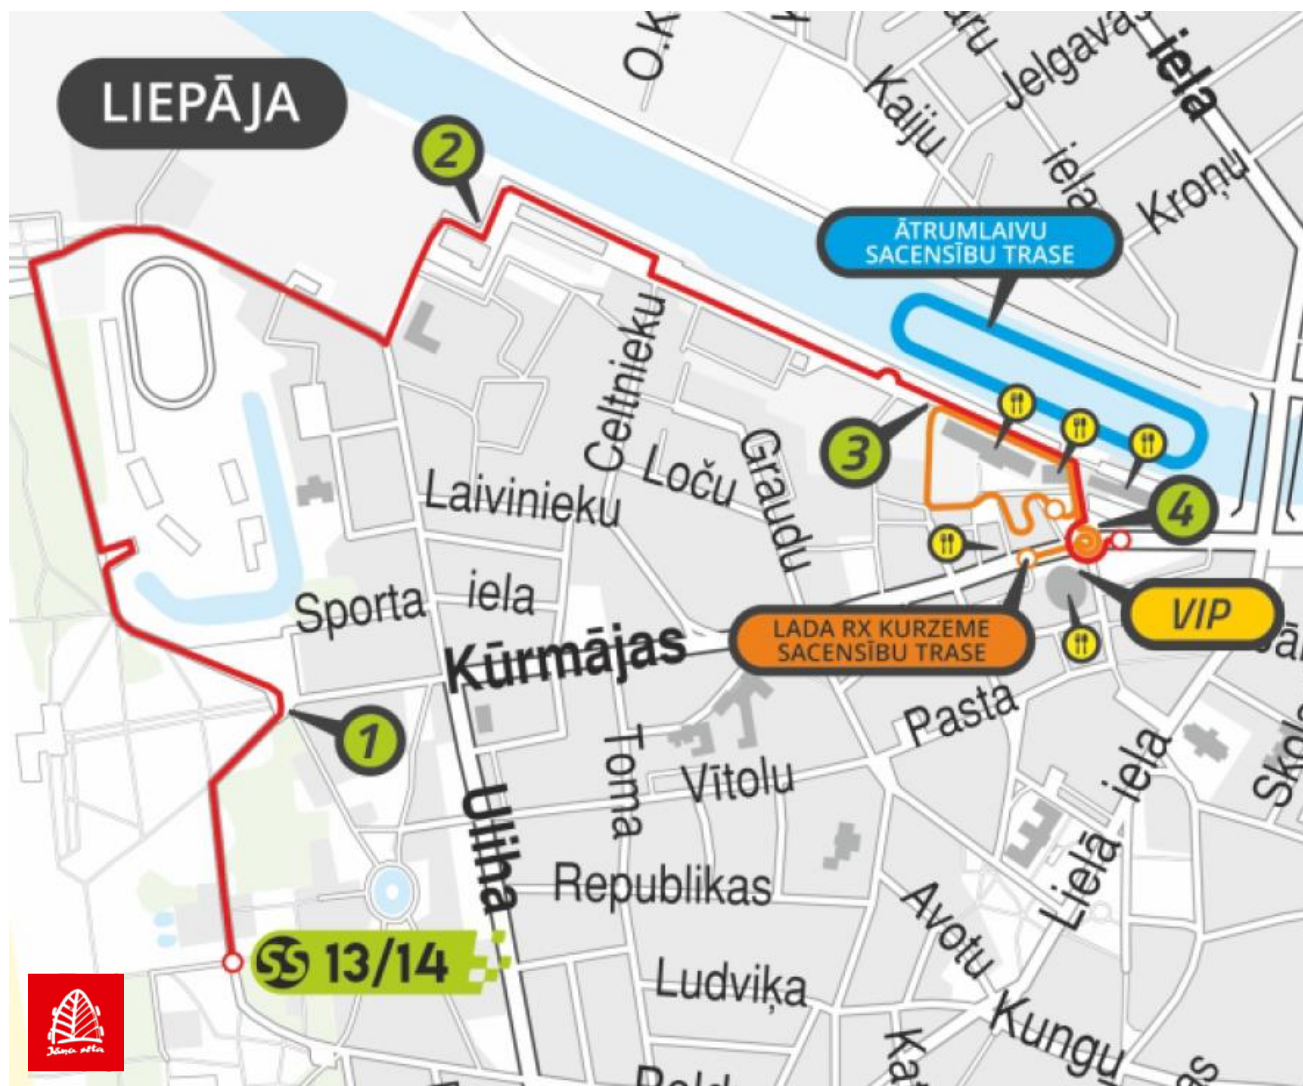 LIEPĀJA
O.K
Kaiju
Jelgavas
iela
iela
Kroņu
2
ĀTRUMLAIVU
SACENSĪBU TRASE
Celtnieku
3
Loču
Graudu
Laivinieku
4
Sporta iela
Kūrmājas
LADA RX KURZEME
SACENSĪBU TRASE
VIP
1
Pasta
Toma
Vītolu
Uliha
Lielā iela
Republikas
Avotu
SS 13/14
Ludviķa
Kungu
Jāņa sēta